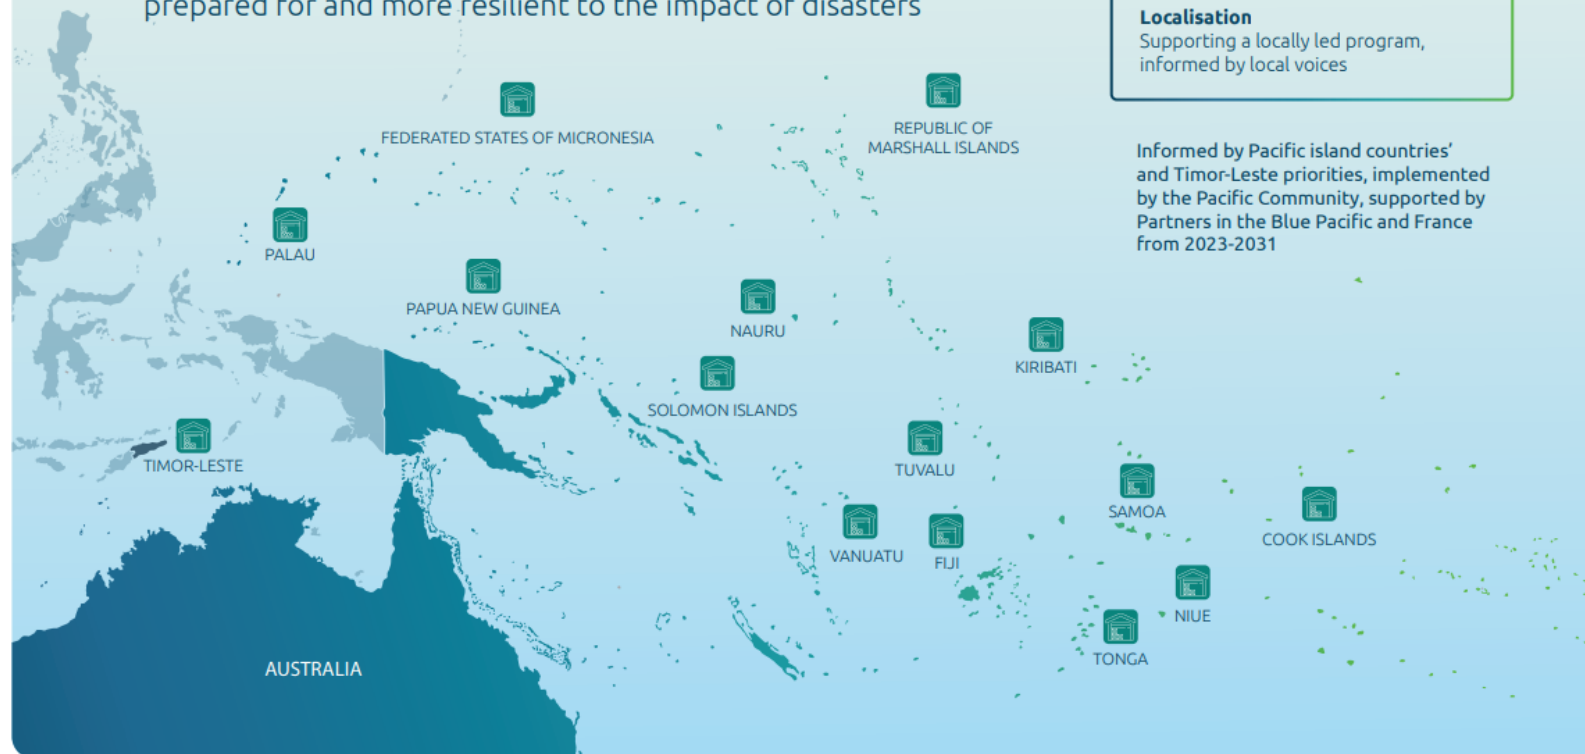 prepared for and more resilient to the impact of disasters
Localisation
Supporting a locally led program,
informed by local voices
FEDERATED STATES OF MICRONESIA
REPUBLIC OF
MARSHALL ISLANDS
Informed by Pacific island countries’
and Timor-Leste priorities, implemented
by the Pacific Community, supported by
Partners in the Blue Pacific and France
from 2023-2031
PALAU
PAPUA NEW GUINEA
NAURU
KIRIBATI
SOLOMON ISLANDS
TIMOR-LESTE
TUVALU
SAMOA
COOK ISLANDS
VANUATU
FIJI
NIUE
TONGA
AUSTRALIA